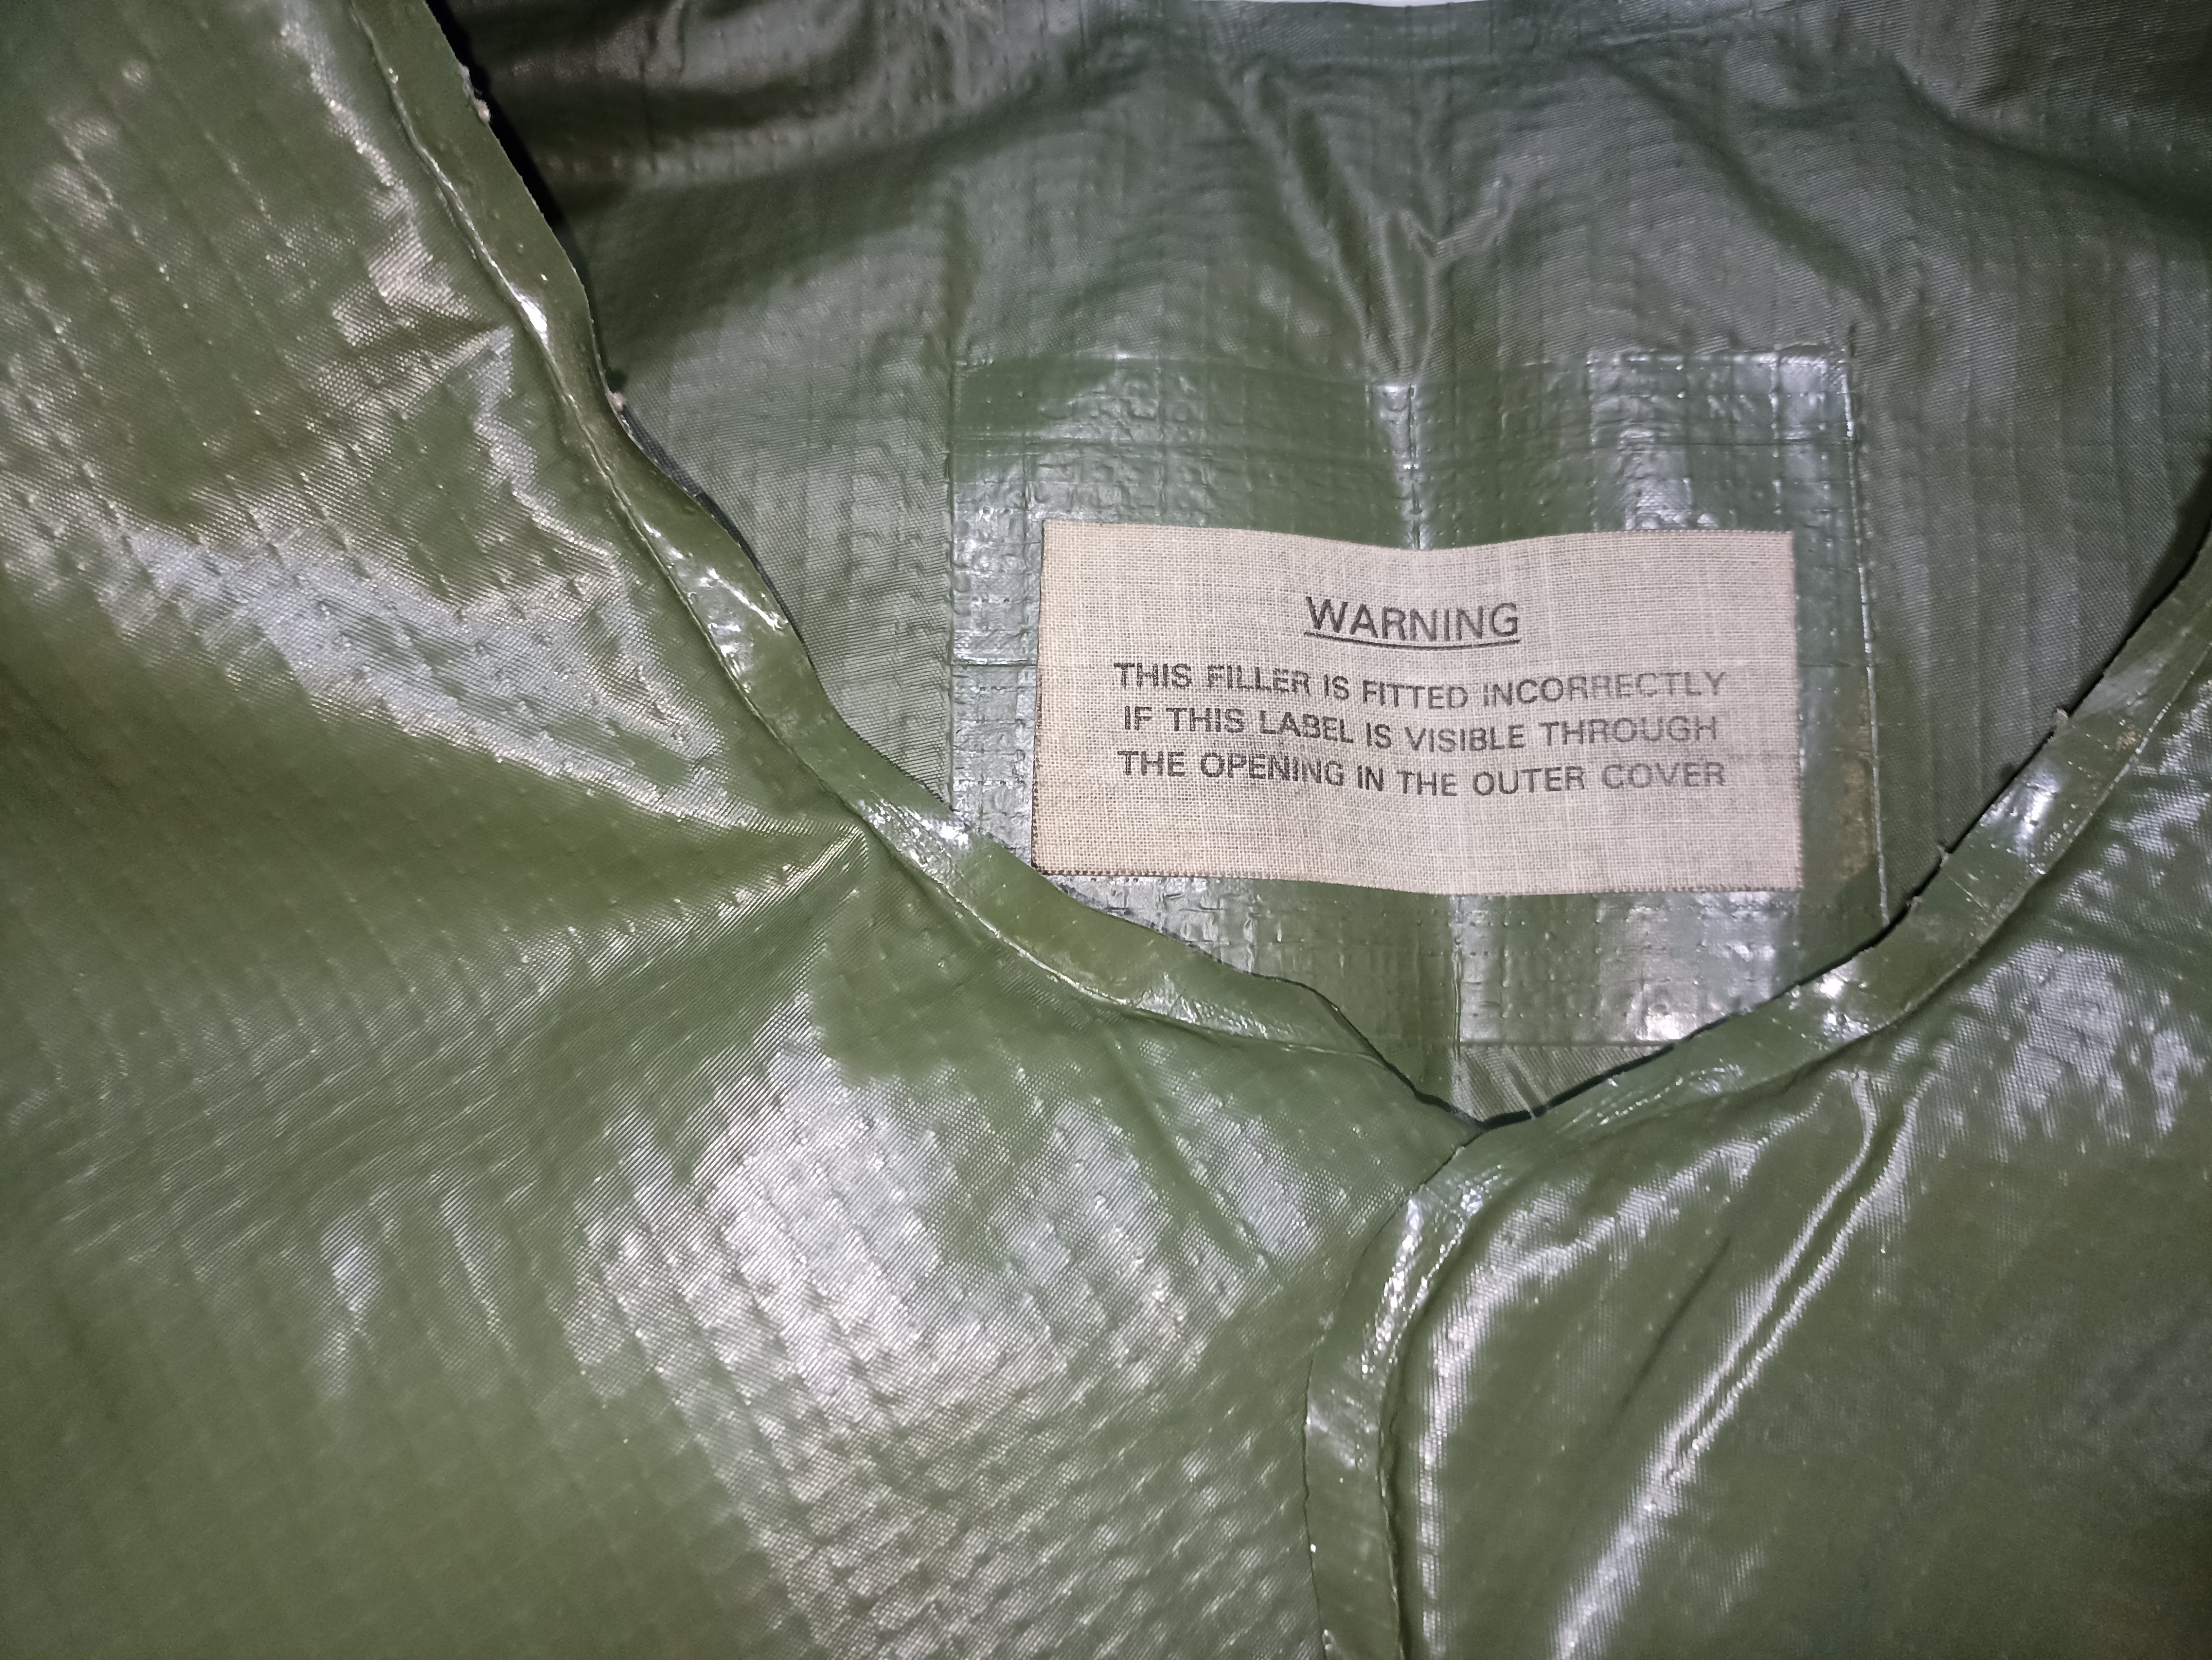 WARNING
THIS FILLER IS FITTED INCORRECTLY
IF THIS LABEL IS VISIBLE THROUGH
THE OPENING IN THE OUTER COVER